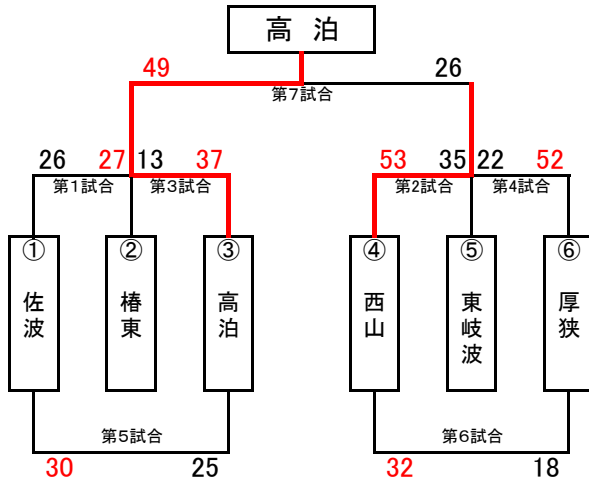 高 泊
49 26
第7試合
26 27 13 37 53 35 22 52
第1試合 第3試合 第2試合 第4試合
① ② ③ ④ ⑤ ⑥
佐波
椿東
高泊
西山
東岐波
厚狭
第5試合 第6試合
30 25 32 18